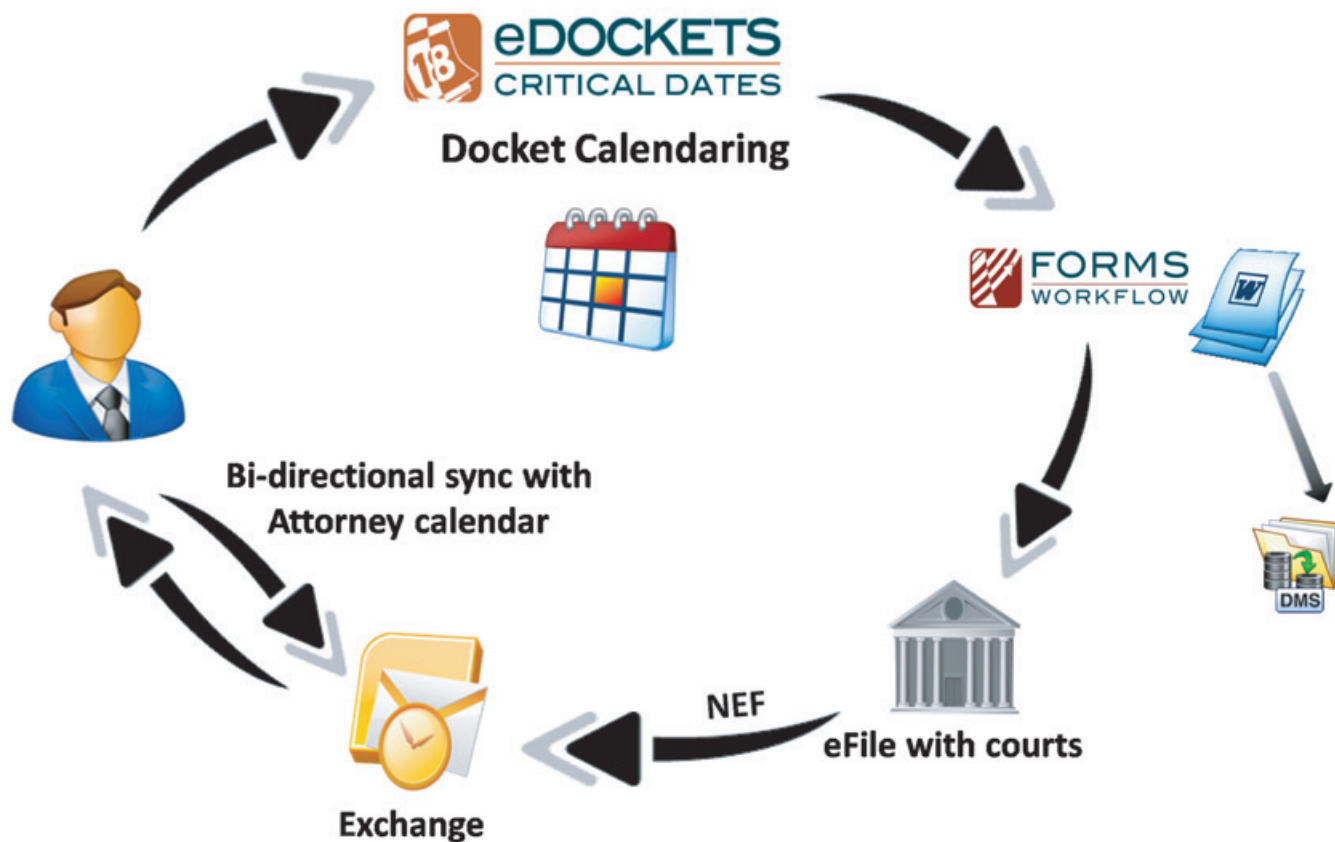 18
eDOCKETS
CRITICAL DATES
Docket Calendaring
FORMS
WORKFLOW
W
Bi-directional sync with
Attorney calendar
DMS
NEF
eFile with courts
Exchange